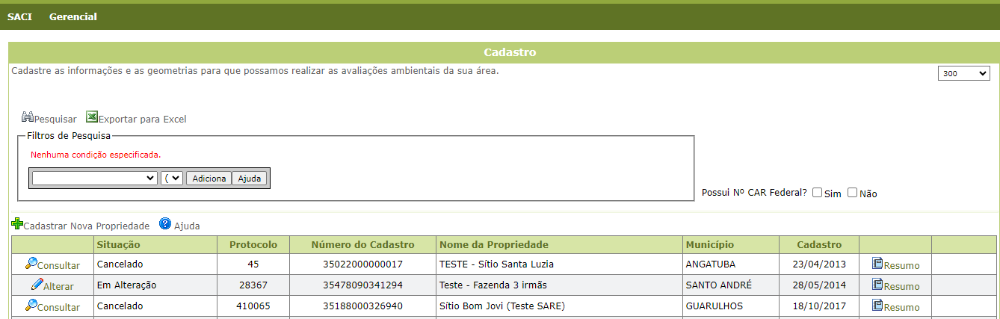 SACI Gerencial
Cadastro
Cadastre as informações e as geometrias para que possamos realizar as avaliações ambientais da sua área.
300
Pesquisar Exportar para Excel
Filtros de Pesquisa
Nenhuma condição especificada.
( Adiciona Ajuda
Possui Nº CAR Federal? Sim Não
Cadastrar Nova Propriedade Ajuda
Situação Protocolo Número do Cadastro Nome da Propriedade Município Cadastro
Consultar Cancelado 45 35022000000017 TESTE - Sítio Santa Luzia ANGATUBA 23/04/2013 Resumo
Alterar Em Alteração 28367 35478090341294 Teste - Fazenda 3 irmãs SANTO ANDRÉ 28/05/2014 Resumo
Consultar Cancelado 410065 35188000326940 Sítio Bom Jovi (Teste SARE) GUARULHOS 18/10/2017 Resumo